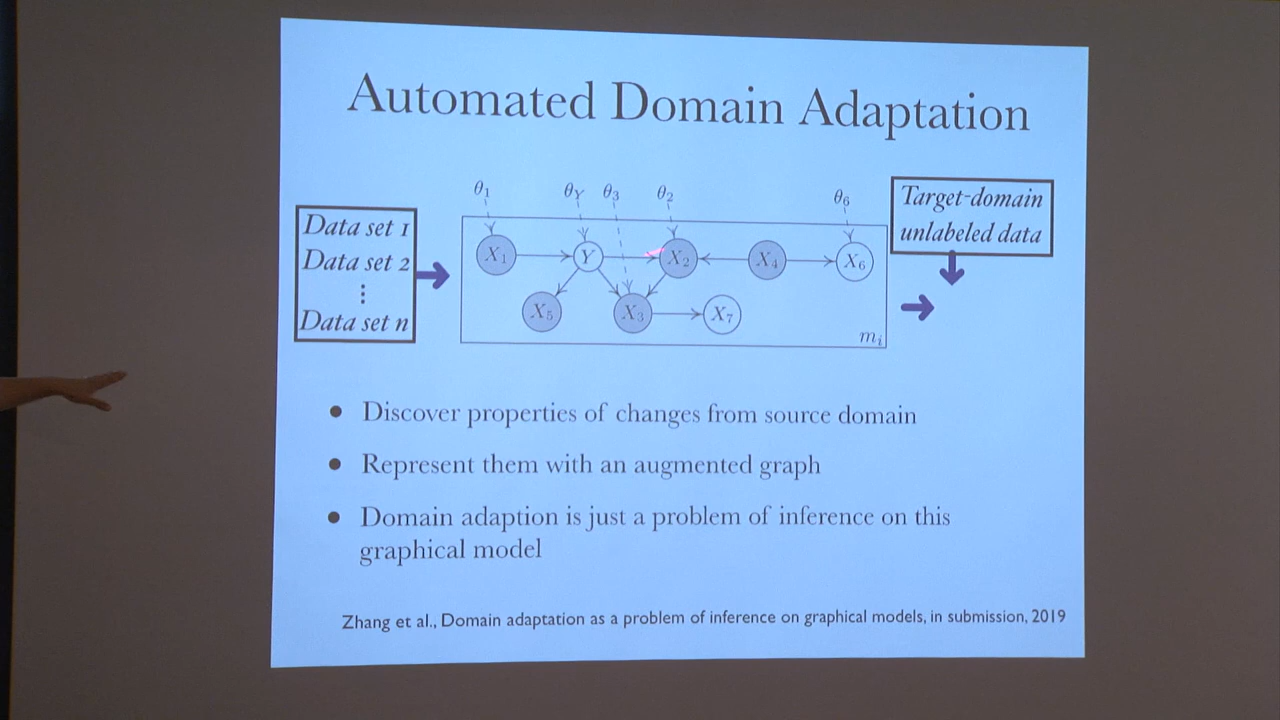 Automated Domain Adaptation
θ₁ θ_Y θ₃ θ₂ θ₆
Target-domain
unlabeled data
Data set 1
Data set 2
⋮
Data set n
X₁ Y X₂ X₄ X₆
X₅ X₃ X₇
mᵢ
• Discover properties of changes from source domain
• Represent them with an augmented graph
• Domain adaption is just a problem of inference on this
graphical model
Zhang et al., Domain adaptation as a problem of inference on graphical models, in submission, 2019